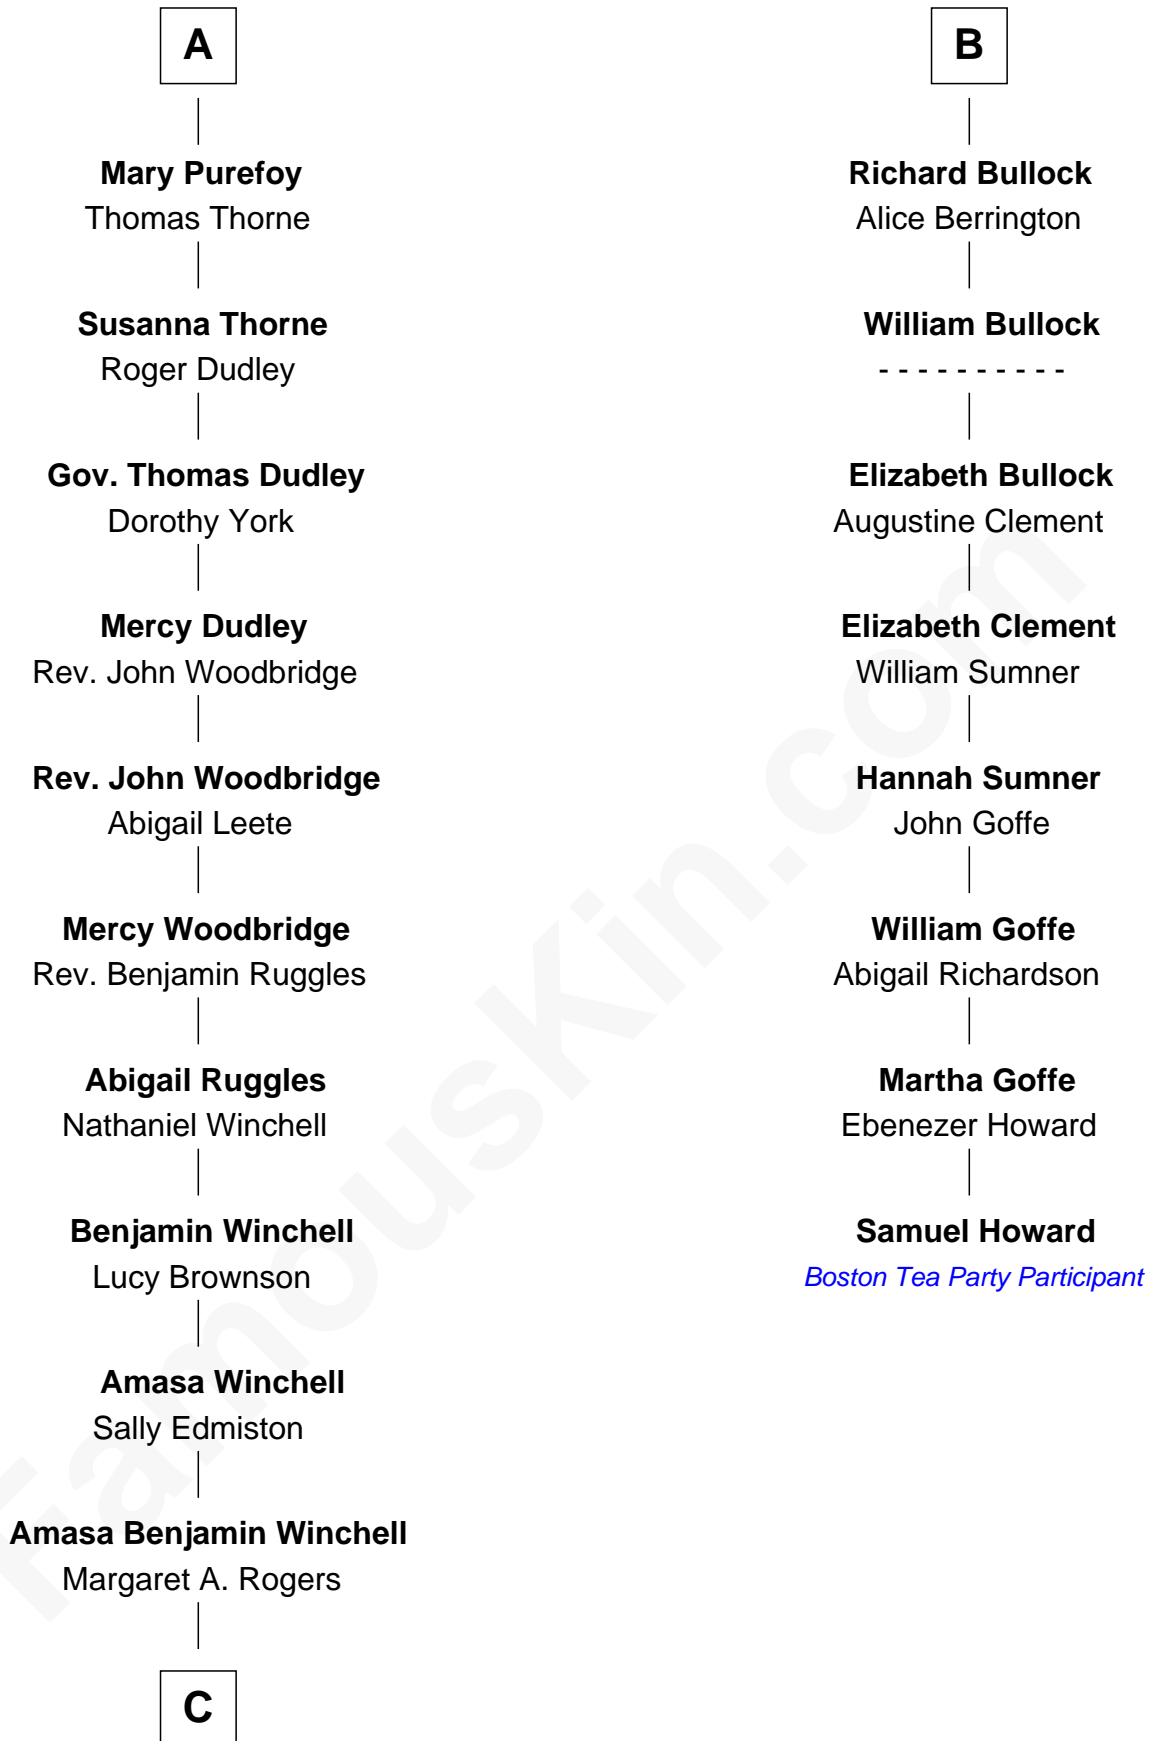 A
Mary Purefoy
Thomas Thorne
Susanna Thorne
Roger Dudley
Gov. Thomas Dudley
Dorothy York
Mercy Dudley
Rev. John Woodbridge
Rev. John Woodbridge
Abigail Leete
Mercy Woodbridge
Rev. Benjamin Ruggles
Abigail Ruggles
Nathaniel Winchell
Benjamin Winchell
Lucy Brownson
Amasa Winchell
Sally Edmiston
Amasa Benjamin Winchell
Margaret A. Rogers
C
B
Richard Bullock
Alice Berrington
William Bullock
- - - - - - - - - -
Elizabeth Bullock
Augustine Clement
Elizabeth Clement
William Sumner
Hannah Sumner
John Goffe
William Goffe
Abigail Richardson
Martha Goffe
Ebenezer Howard
Samuel Howard
Boston Tea Party Participant
FamousKin.com